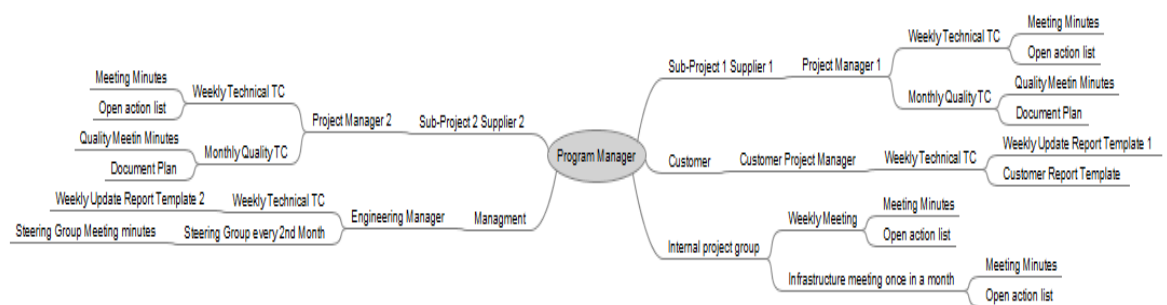 Meeting Minutes
Weekly Technical TC
Open action list
Sub-Project 1 Supplier 1
Project Manager 1
Quality Meetin Minutes
Monthly Quality TC
Document Plan
Meeting Minutes
Weekly Technical TC
Open action list
Project Manager 2
Sub-Project 2 Supplier 2
Quality Meetin Minutes
Monthly Quality TC
Document Plan
Program Manager
Weekly Update Report Template 1
Customer
Customer Project Manager
Weekly Technical TC
Customer Report Template
Weekly Update Report Template 2
Weekly Technical TC
Engineering Manager
Managment
Steering Group Meeting minutes
Steering Group every 2nd Month
Meeting Minutes
Weekly Meeting
Open action list
Internal project group
Meeting Minutes
Infrastructure meeting once in a month
Open action list